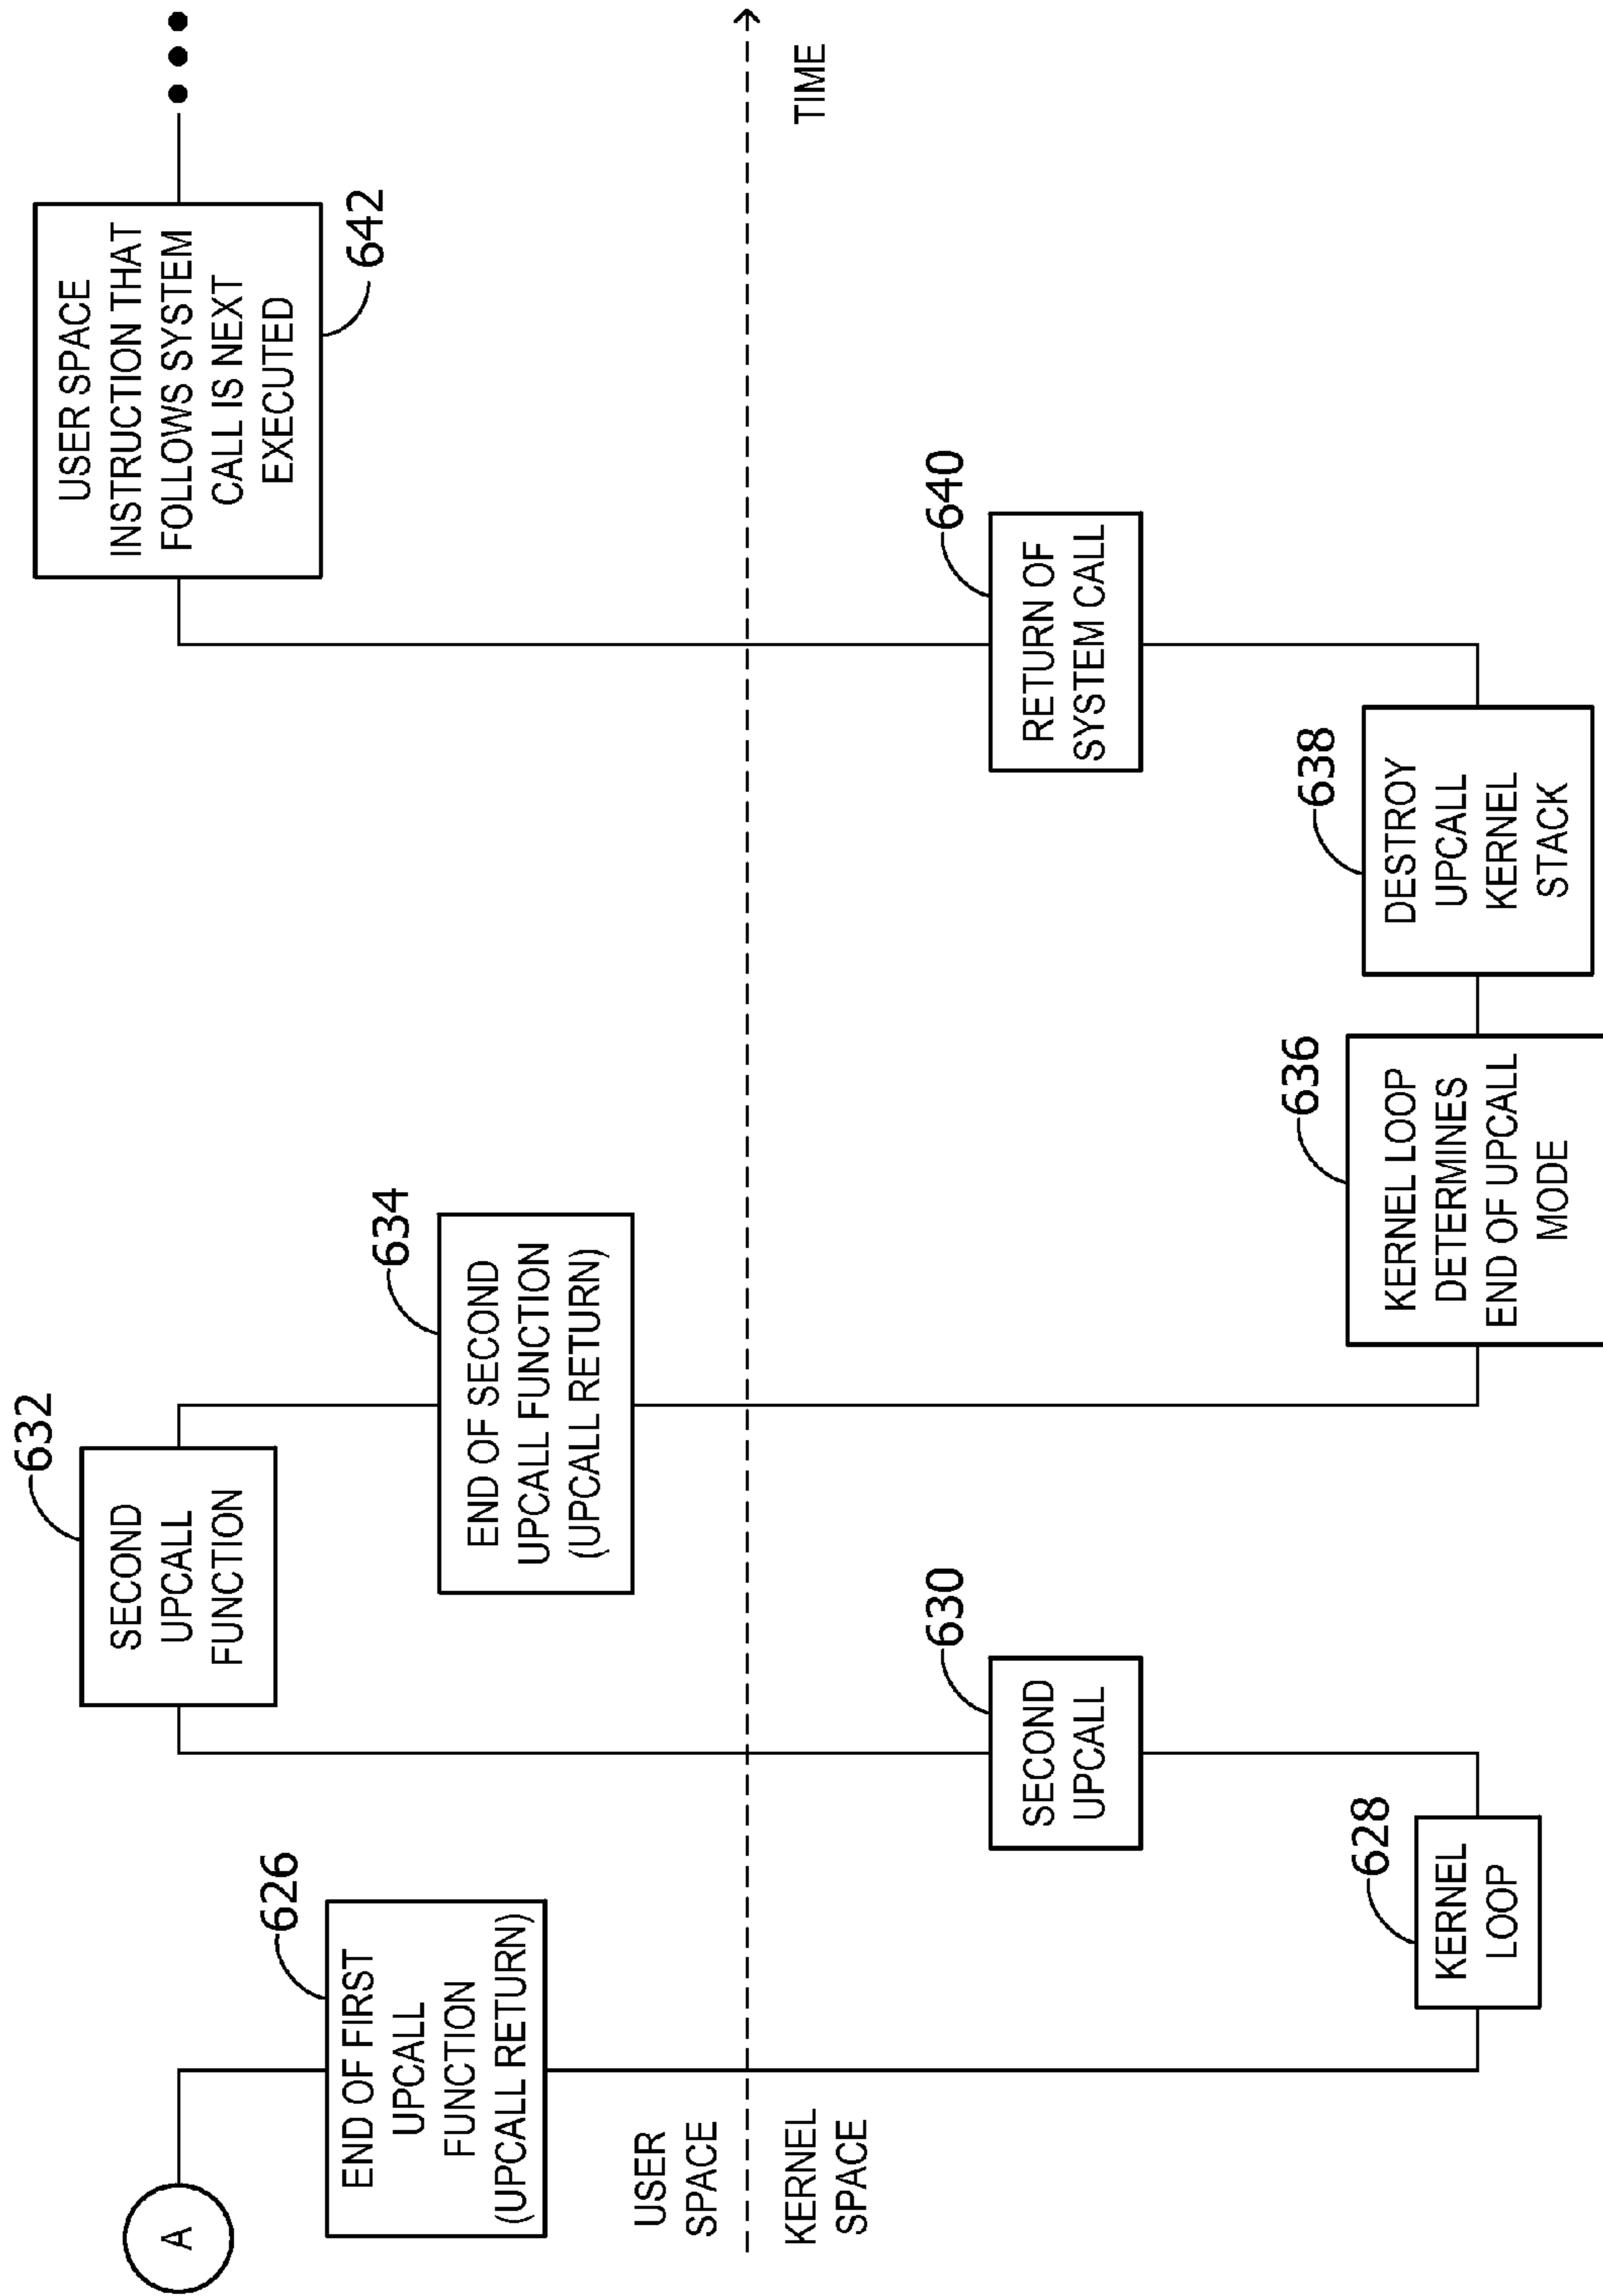 A
END OF FIRST
UPCALL
FUNCTION
(UPCALL RETURN)
626
USER
SPACE
KERNEL
SPACE
KERNEL
LOOP
628
SECOND
UPCALL
630
SECOND
UPCALL
FUNCTION
632
END OF SECOND
UPCALL FUNCTION
(UPCALL RETURN)
634
KERNEL LOOP
DETERMINES
END OF UPCALL
MODE
636
DESTROY
UPCALL
KERNEL
STACK
638
RETURN OF
SYSTEM CALL
640
USER SPACE
INSTRUCTION THAT
FOLLOWS SYSTEM
CALL IS NEXT
EXECUTED
642
TIME